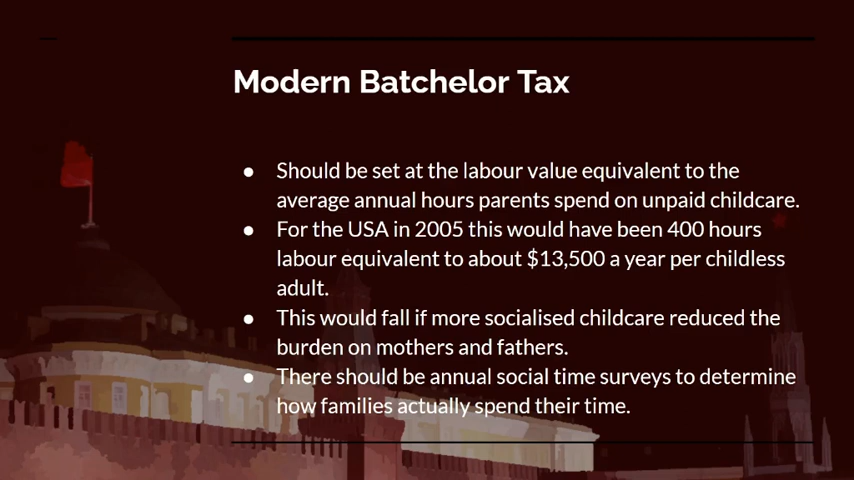 Modern Batchelor Tax
● Should be set at the labour value equivalent to the
average annual hours parents spend on unpaid childcare.
● For the USA in 2005 this would have been 400 hours
labour equivalent to about $13,500 a year per childless
adult.
● This would fall if more socialised childcare reduced the
burden on mothers and fathers.
● There should be annual social time surveys to determine
how families actually spend their time.